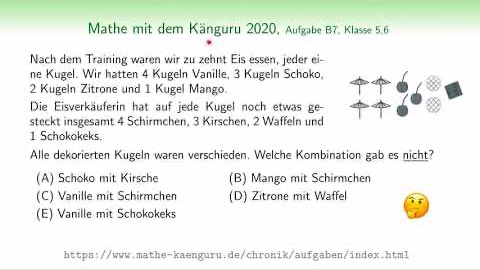 Mathe mit dem Känguru 2020, Aufgabe B7, Klasse 5,6
Nach dem Training waren wir zu zehnt Eis essen, jeder ei-
ne Kugel. Wir hatten 4 Kugeln Vanille, 3 Kugeln Schoko,
2 Kugeln Zitrone und 1 Kugel Mango.
Die Eisverkäuferin hat auf jede Kugel noch etwas ge-
steckt insgesamt 4 Schirmchen, 3 Kirschen, 2 Waffeln und
1 Schokokeks.
Alle dekorierten Kugeln waren verschieden. Welche Kombination gab es nicht?
(A) Schoko mit Kirsche
(B) Mango mit Schirmchen
(C) Vanille mit Schirmchen
(D) Zitrone mit Waffel
(E) Vanille mit Schokokeks
https://www.mathe-kaenguru.de/chronik/aufgaben/index.html